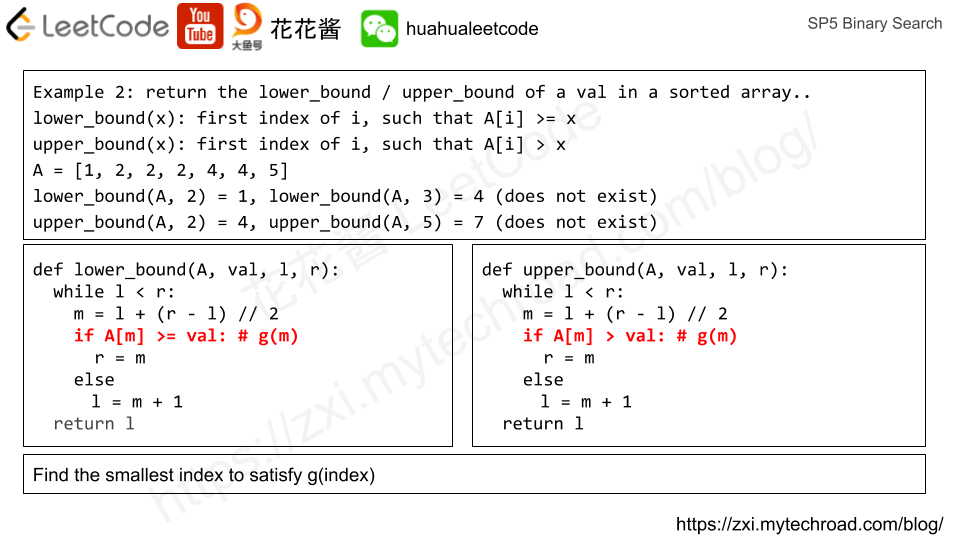 LeetCode You Tube 大鱼号 花花酱 huahualeetcode
SP5 Binary Search
Example 2: return the lower_bound / upper_bound of a val in a sorted array..
lower_bound(x): first index of i, such that A[i] >= x
upper_bound(x): first index of i, such that A[i] > x
A = [1, 2, 2, 2, 4, 4, 5]
lower_bound(A, 2) = 1, lower_bound(A, 3) = 4 (does not exist)
upper_bound(A, 2) = 4, upper_bound(A, 5) = 7 (does not exist)
def lower_bound(A, val, l, r):
while l < r:
m = l + (r - l) // 2
if A[m] >= val: # g(m)
r = m
else
l = m + 1
return l
def upper_bound(A, val, l, r):
while l < r:
m = l + (r - l) // 2
if A[m] > val: # g(m)
r = m
else
l = m + 1
return l
Find the smallest index to satisfy g(index)
花花酱 LeetCode
https://zxi.mytechroad.com/blog/
https://zxi.mytechroad.com/blog/